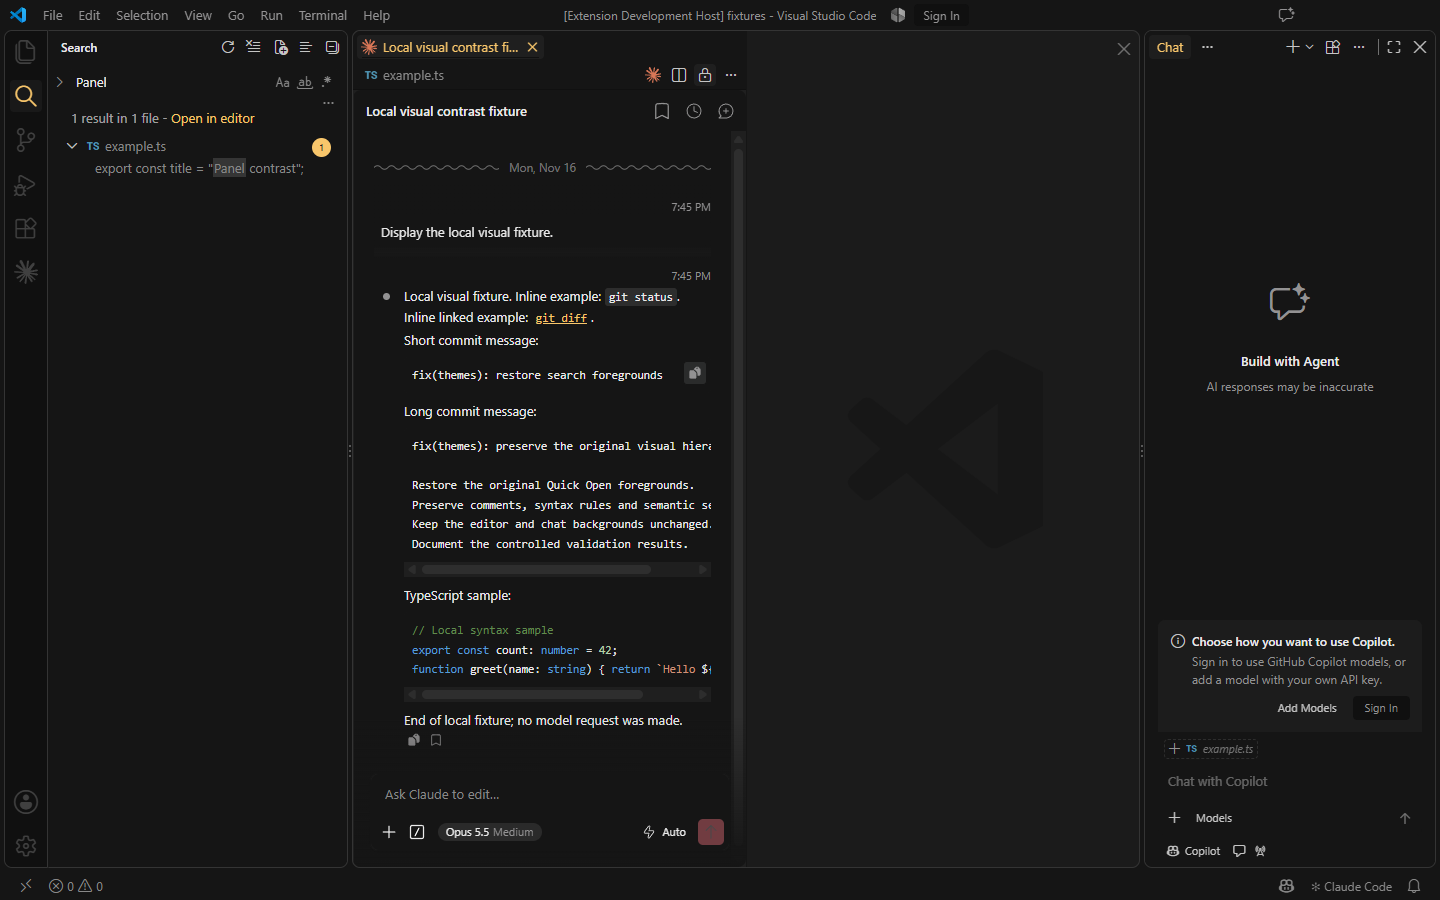 File Edit Selection View Go Run Terminal Help
[Extension Development Host] fixtures - Visual Studio Code
Sign In
Search
Panel
Aa ab .*
1 result in 1 file - Open in editor
TS example.ts
1
export const title = "Panel contrast";
Local visual contrast fi...
TS example.ts
Local visual contrast fixture
Mon, Nov 16
7:45 PM
Display the local visual fixture.
7:45 PM
Local visual fixture. Inline example: git status.
Inline linked example: git diff.
Short commit message:
fix(themes): restore search foregrounds
Long commit message:
fix(themes): preserve the original visual hiera
Restore the original Quick Open foregrounds.
Preserve comments, syntax rules and semantic se
Keep the editor and chat backgrounds unchanged.
Document the controlled validation results.
TypeScript sample:
// Local syntax sample
export const count: number = 42;
function greet(name: string) { return `Hello ${
End of local fixture; no model request was made.
Ask Claude to edit...
Opus 5.5 Medium
Auto
Chat
Build with Agent
AI responses may be inaccurate
Choose how you want to use Copilot.
Sign in to use GitHub Copilot models, or
add a model with your own API key.
Add Models
Sign In
TS example.ts
Chat with Copilot
Models
Copilot
0 0
Claude Code